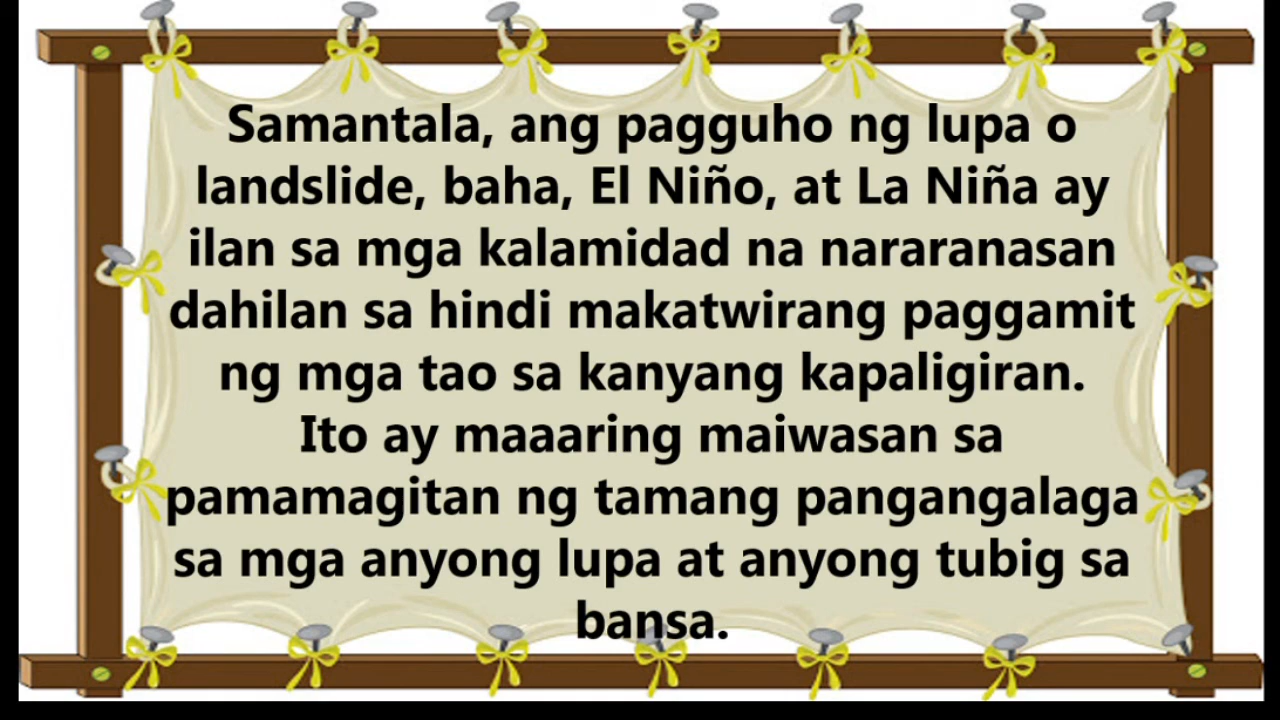 Samantala, ang pagguho ng lupa o
landslide, baha, El Niño, at La Niña ay
ilan sa mga kalamidad na nararanasan
dahilan sa hindi makatwirang paggamit
ng mga tao sa kanyang kapaligiran.
Ito ay maaaring maiwasan sa
pamamagitan ng tamang pangangalaga
sa mga anyong lupa at anyong tubig sa
bansa.